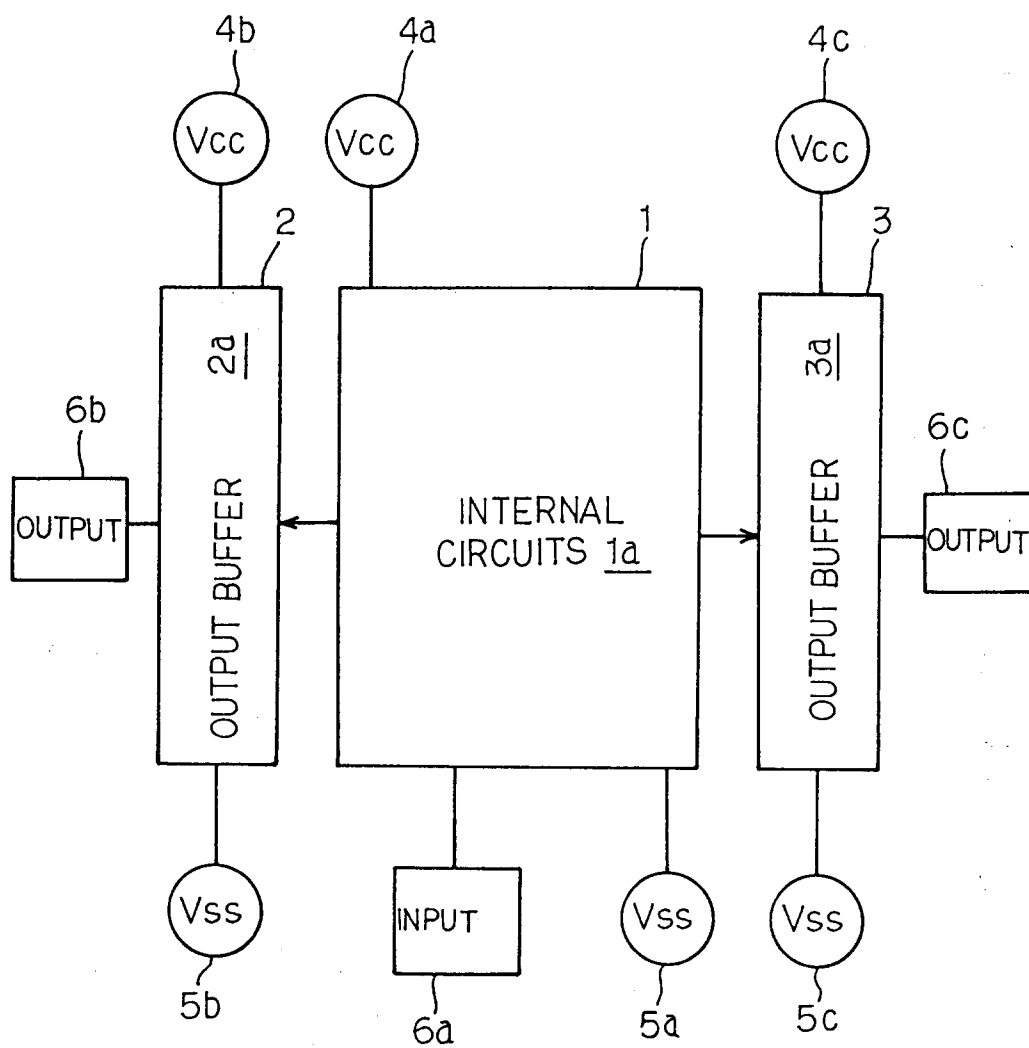 4b
4a
4c
Vcc
Vcc
Vcc
2
1
3
2a
3a
6b
6c
OUTPUT
OUTPUT BUFFER
INTERNAL
CIRCUITS 1a
OUTPUT BUFFER
OUTPUT
Vss
INPUT
Vss
Vss
5b
6a
5a
5c